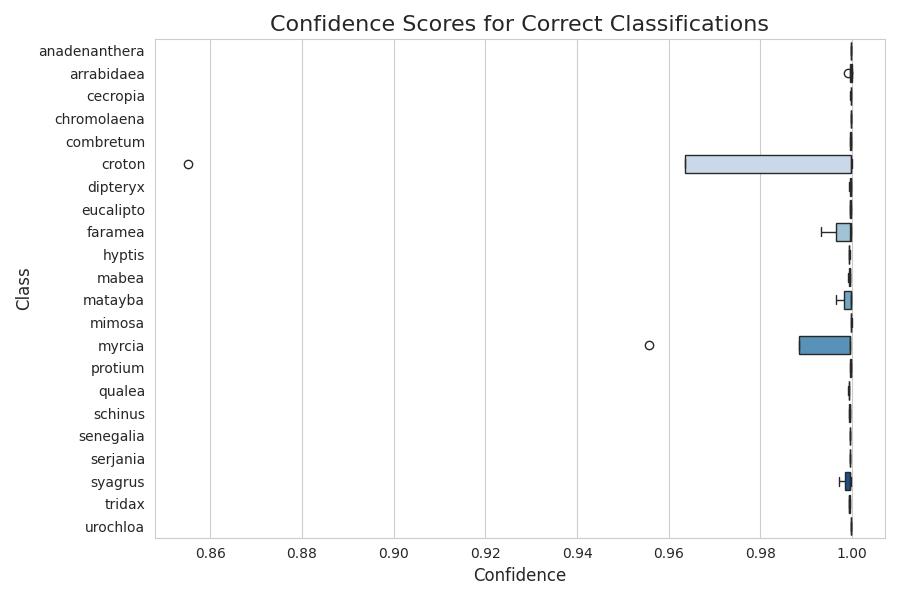 Confidence Scores for Correct Classifications
anadenanthera
arrabidaea
cecropia
chromolaena
combretum
croton
dipteryx
eucalipto
faramea
hyptis
mabea
matayba
mimosa
myrcia
protium
qualea
schinus
senegalia
serjania
syagrus
tridax
urochloa
Class
0.86 0.88 0.90 0.92 0.94 0.96 0.98 1.00
Confidence